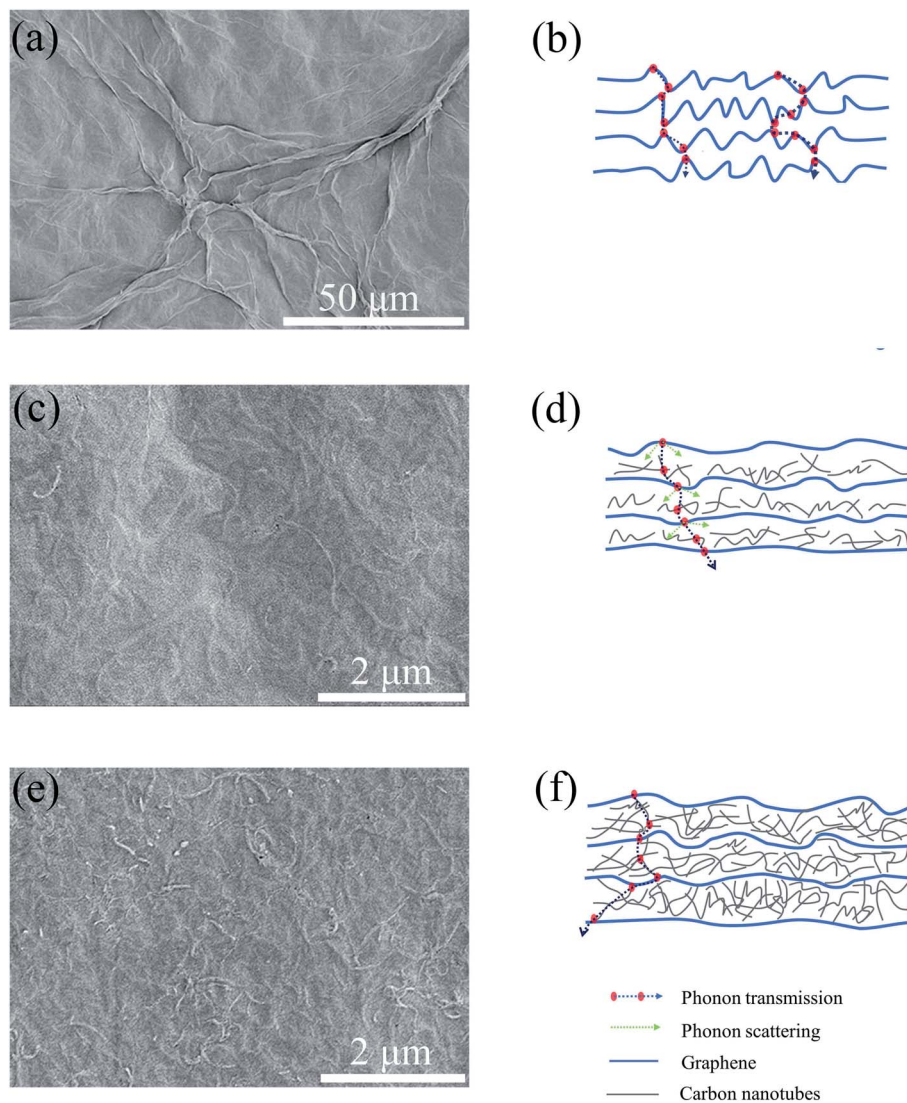 (a)
(b)
50 μm
(c)
(d)
2 μm
(e)
(f)
2 μm
Phonon transmission
Phonon scattering
Graphene
Carbon nanotubes